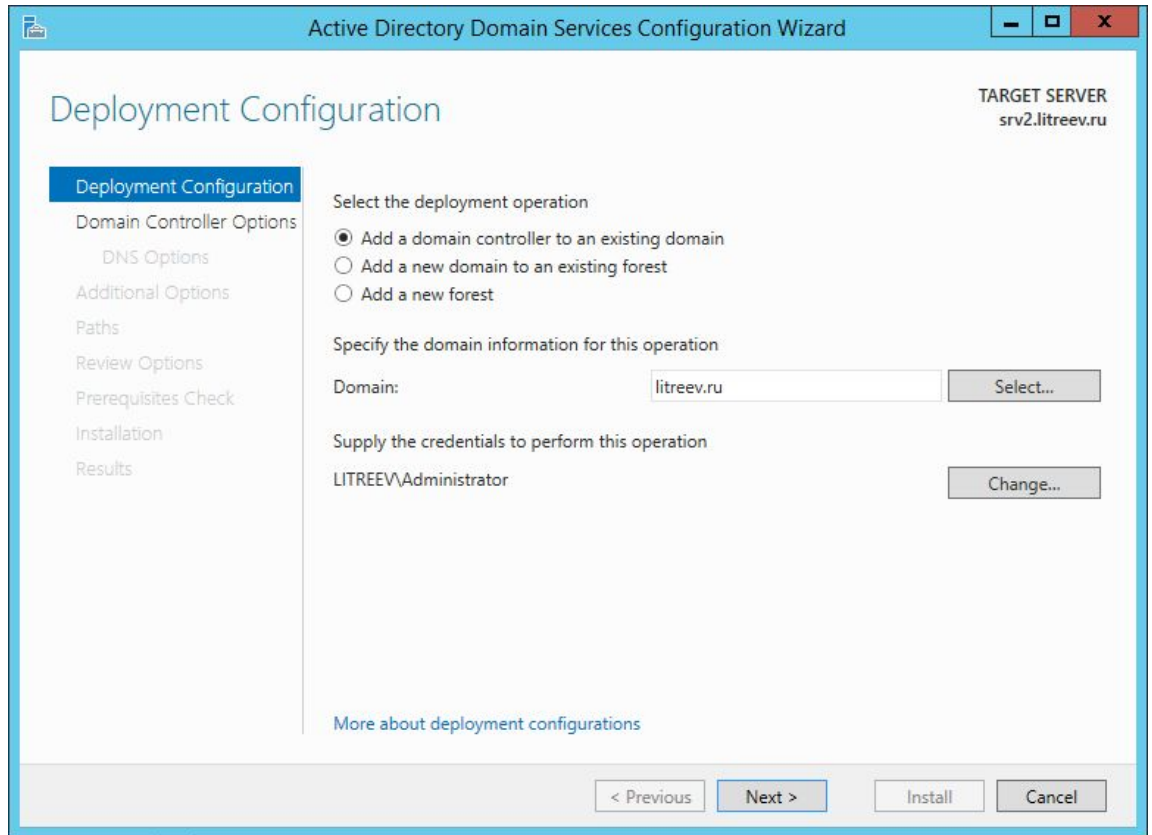 Active Directory Domain Services Configuration Wizard
Deployment Configuration
TARGET SERVER
srv2.litreev.ru
Deployment Configuration
Domain Controller Options
DNS Options
Additional Options
Paths
Review Options
Prerequisites Check
Installation
Results
Select the deployment operation
Add a domain controller to an existing domain
Add a new domain to an existing forest
Add a new forest
Specify the domain information for this operation
Domain: litreev.ru Select...
Supply the credentials to perform this operation
LITREEV\Administrator Change...
More about deployment configurations
< Previous Next > Install Cancel